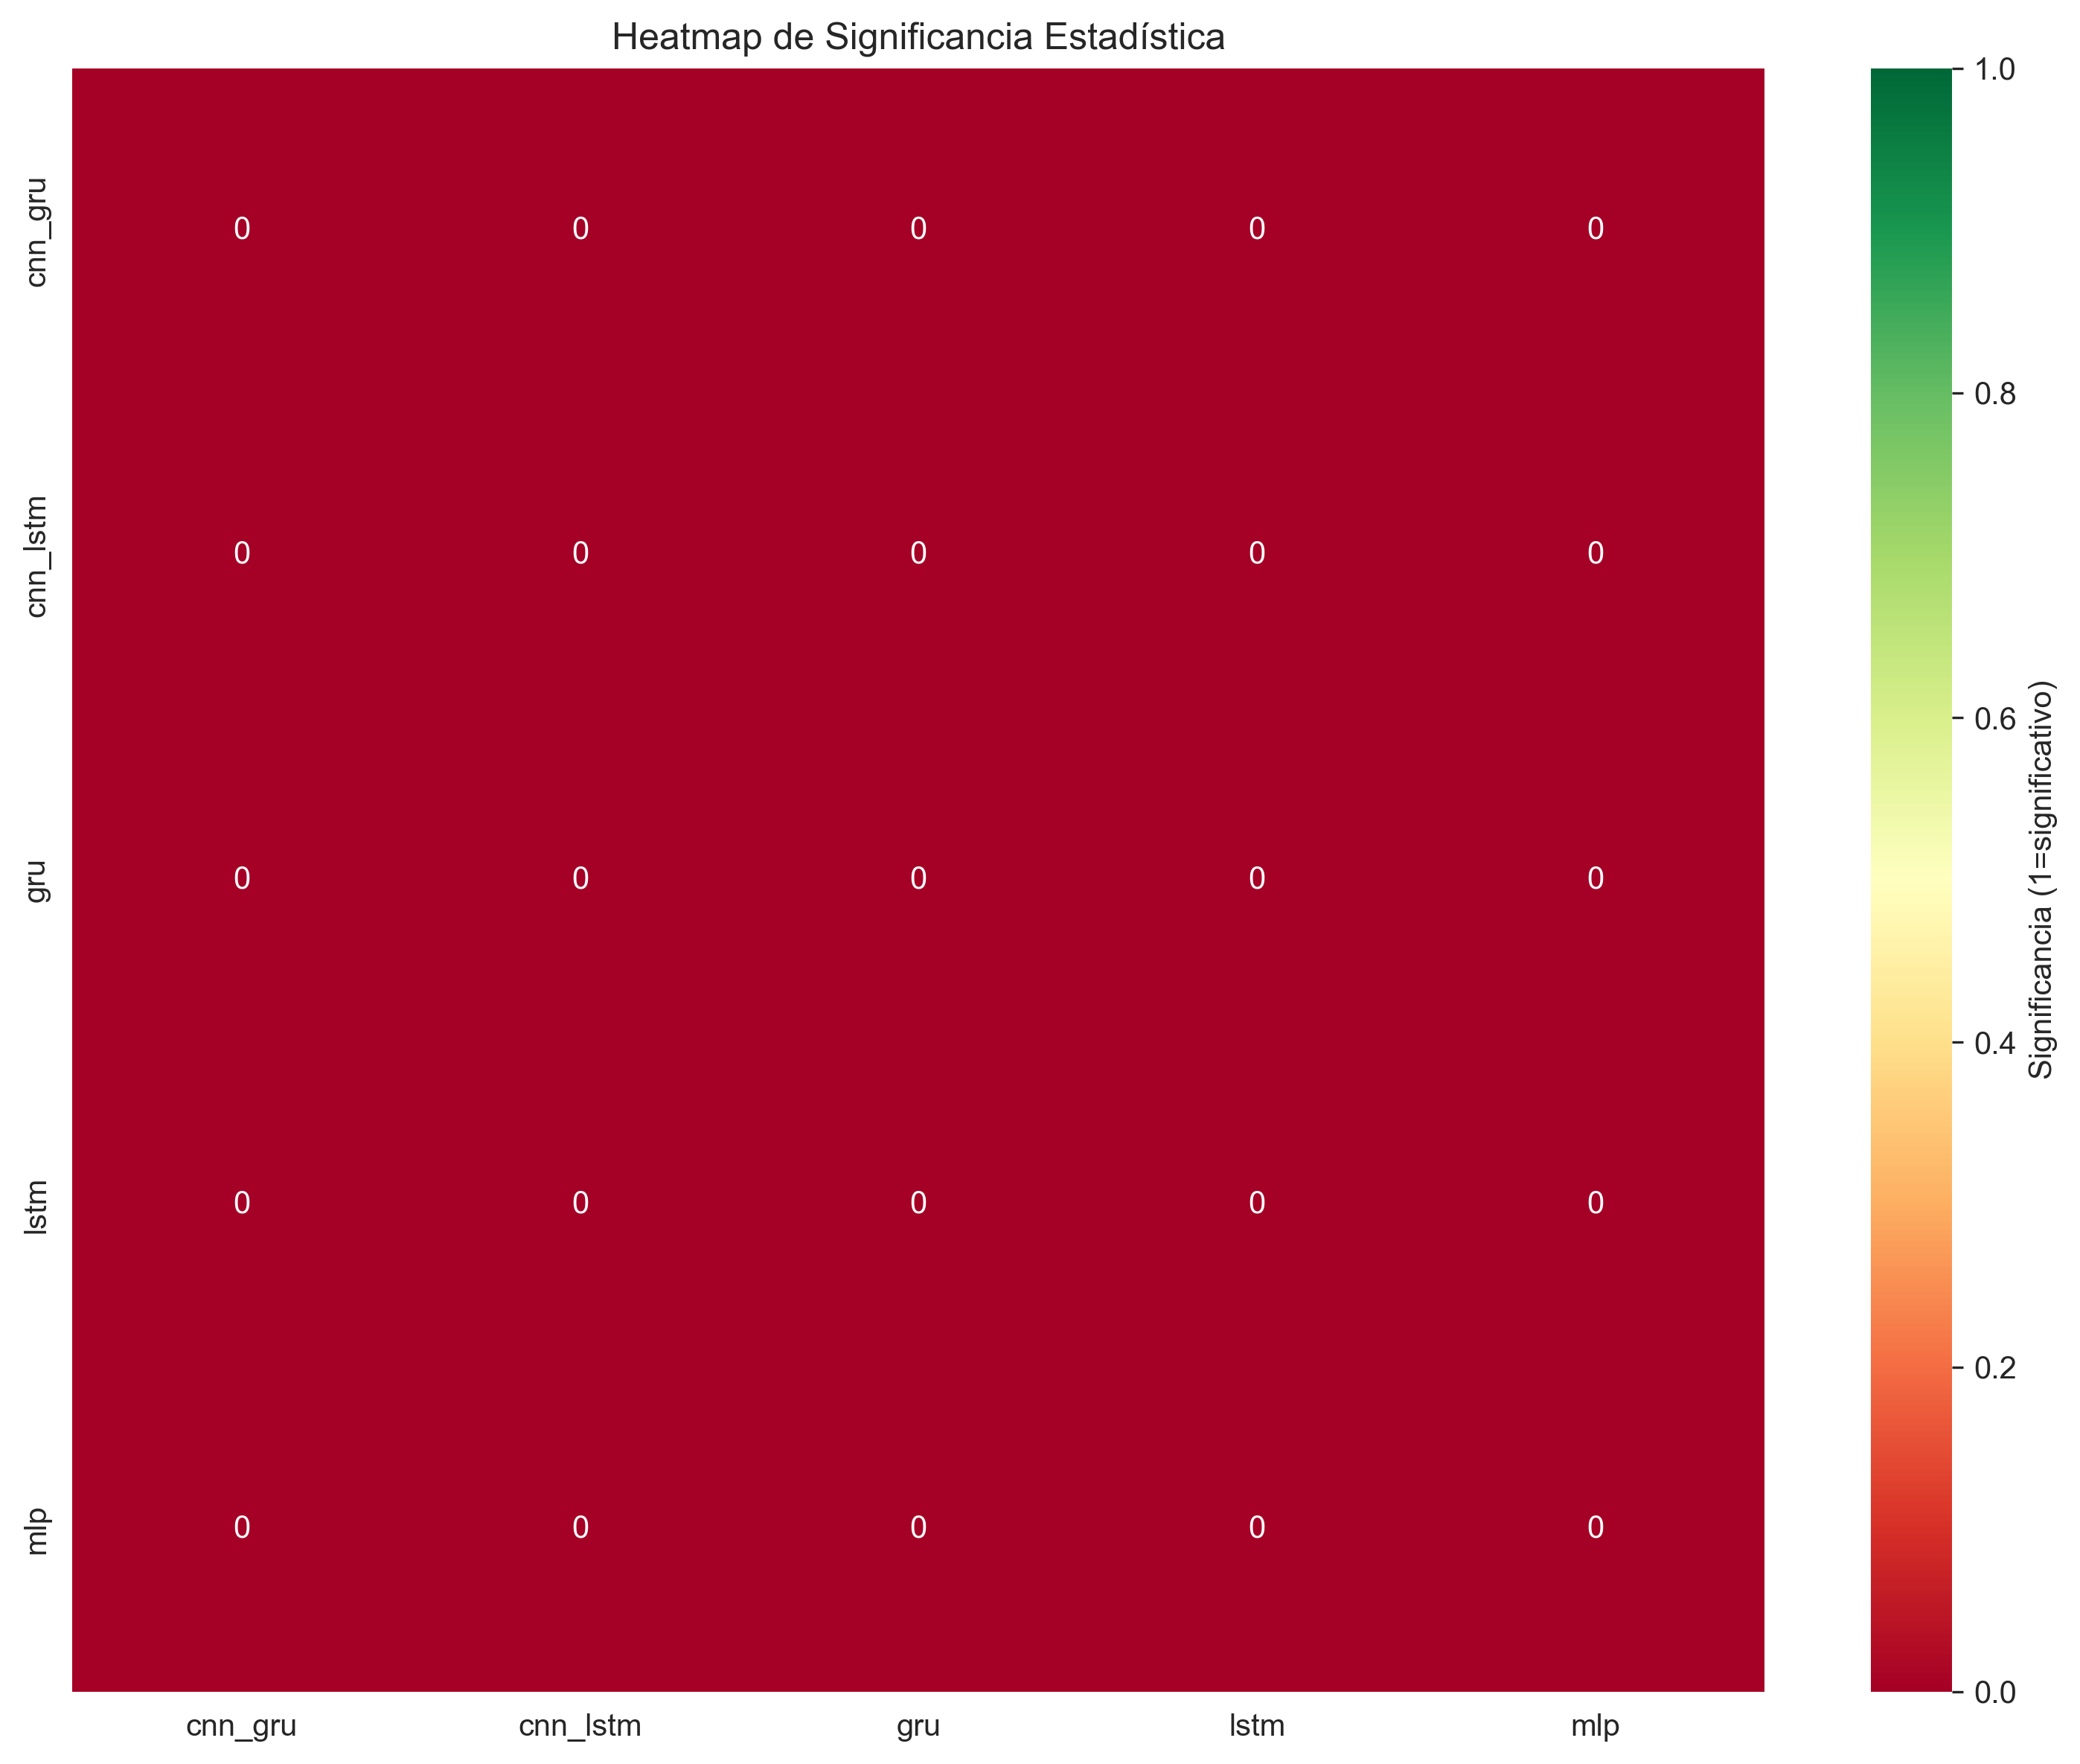 Heatmap de Significancia Estadística
cnn_gru
0 0 0 0 0
cnn_lstm
0 0 0 0 0
gru
0 0 0 0 0
lstm
0 0 0 0 0
mlp
0 0 0 0 0
cnn_gru cnn_lstm gru lstm mlp
1.0
0.8
0.6
0.4
0.2
0.0
Significancia (1=significativo)